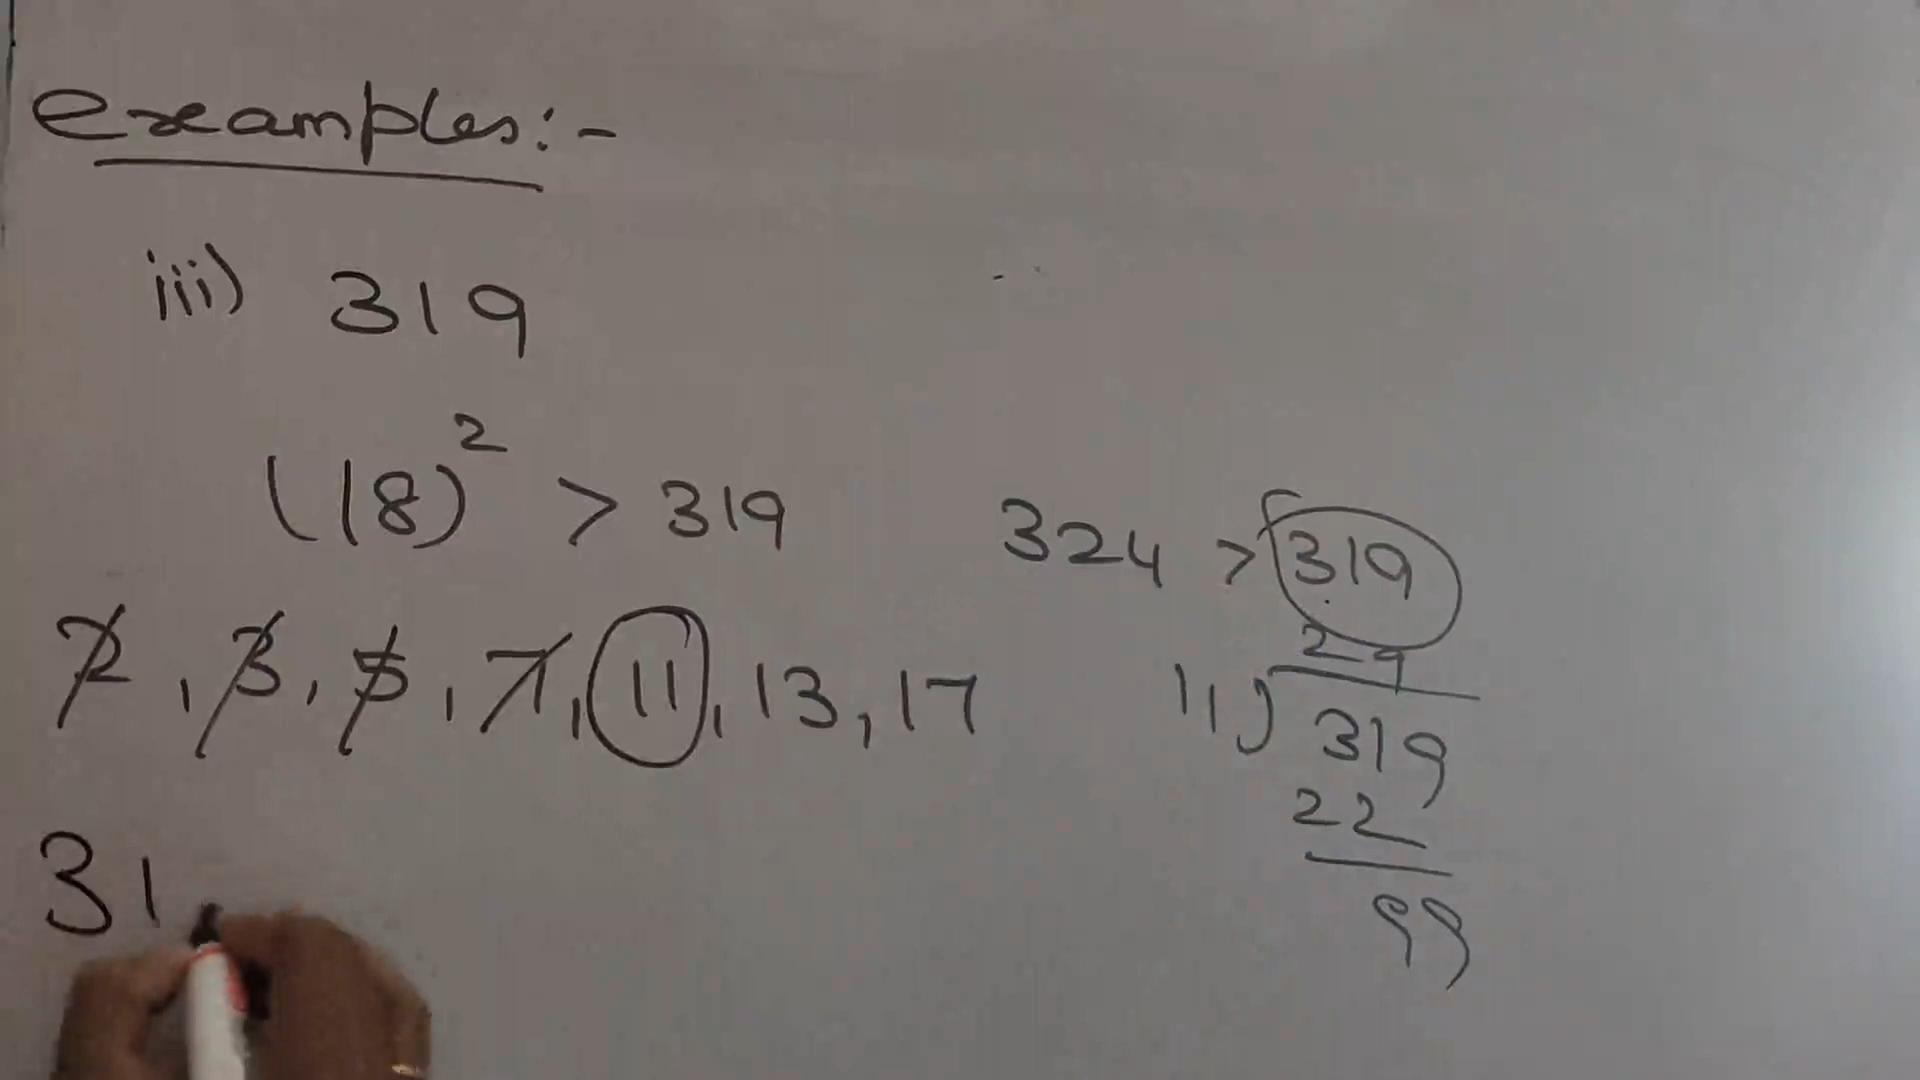 examples:-
iii) 319
(18)² > 319
324 > 319
2, 3, 5, 7, 11, 13, 17
29
11)319
22
99
31